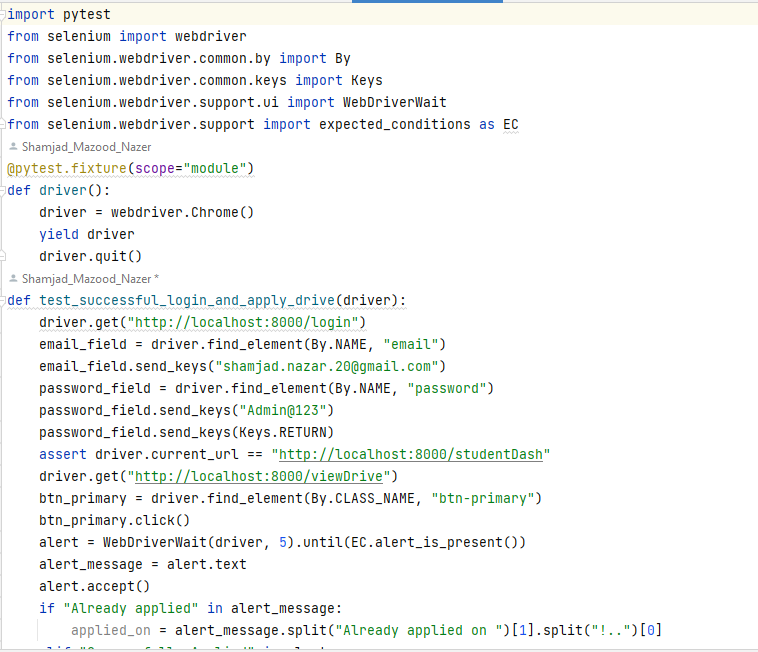 import pytest
from selenium import webdriver
from selenium.webdriver.common.by import By
from selenium.webdriver.common.keys import Keys
from selenium.webdriver.support.ui import WebDriverWait
from selenium.webdriver.support import expected_conditions as EC
Shamjad_Mazood_Nazer
@pytest.fixture(scope="module")
def driver():
    driver = webdriver.Chrome()
    yield driver
    driver.quit()
Shamjad_Mazood_Nazer *
def test_successful_login_and_apply_drive(driver):
    driver.get("http://localhost:8000/login")
    email_field = driver.find_element(By.NAME, "email")
    email_field.send_keys("shamjad.nazar.20@gmail.com")
    password_field = driver.find_element(By.NAME, "password")
    password_field.send_keys("Admin@123")
    password_field.send_keys(Keys.RETURN)
    assert driver.current_url == "http://localhost:8000/studentDash"
    driver.get("http://localhost:8000/viewDrive")
    btn_primary = driver.find_element(By.CLASS_NAME, "btn-primary")
    btn_primary.click()
    alert = WebDriverWait(driver, 5).until(EC.alert_is_present())
    alert_message = alert.text
    alert.accept()
    if "Already applied" in alert_message:
        applied_on = alert_message.split("Already applied on ")[1].split("!..")[0]